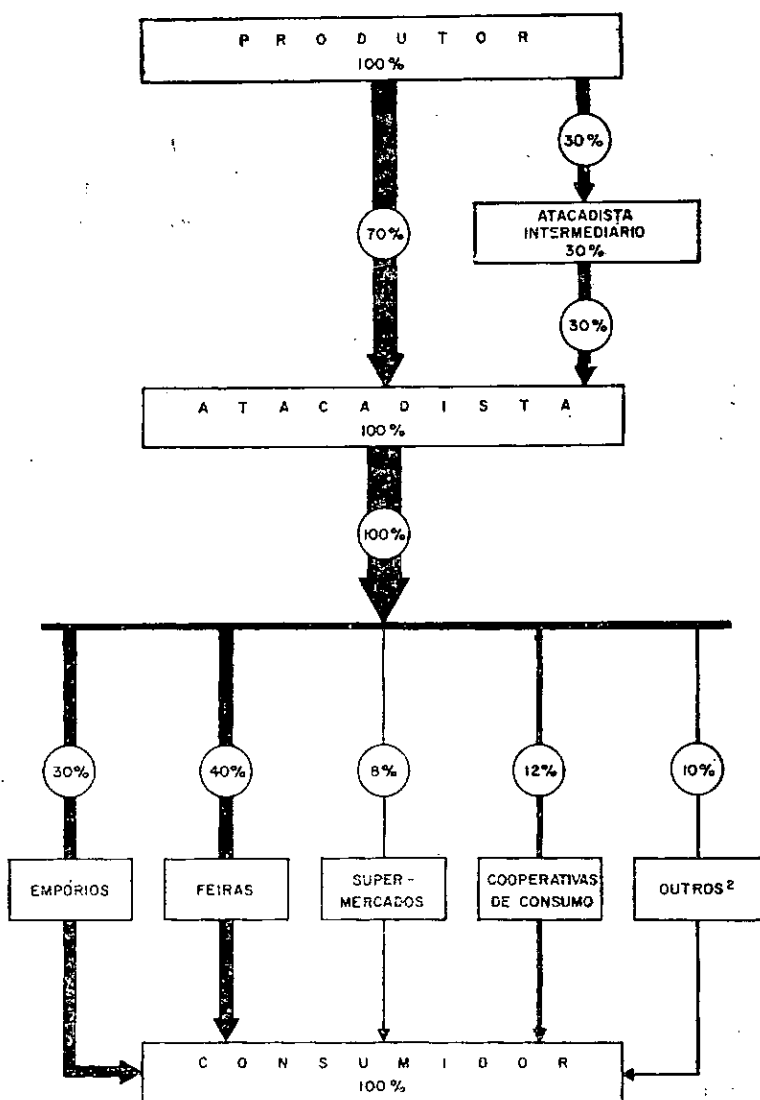 PRODUTOR
100%
30%
ATACADISTA
INTERMEDIÁRIO
30%
70%
30%
ATACADISTA
100%
100%
30%
40%
8%
12%
10%
EMPÓRIOS
FEIRAS
SUPER-
MERCADOS
COOPERATIVAS
DE CONSUMO
OUTROS²
CONSUMIDOR
100%